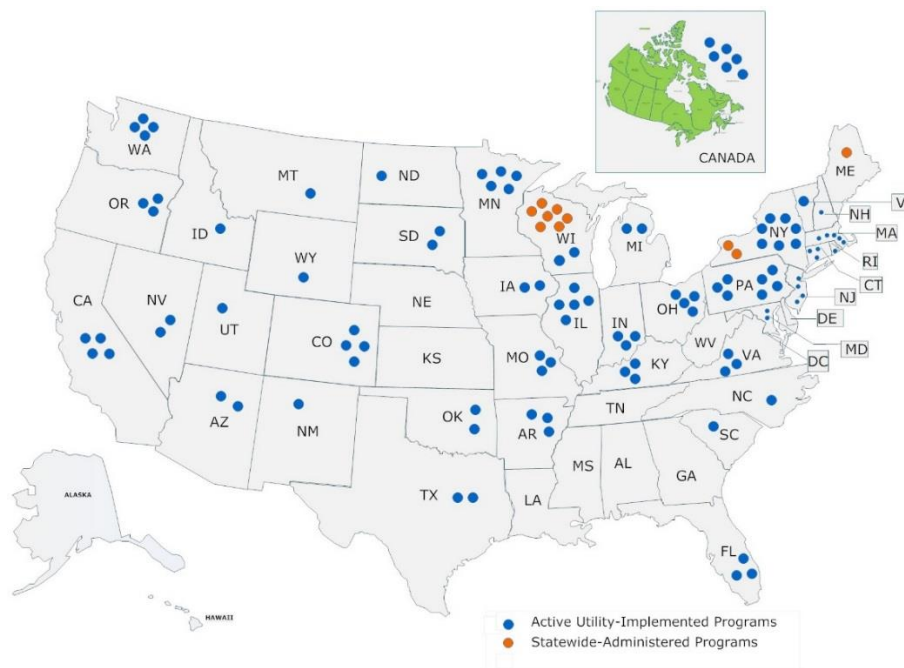 CANADA
WA
MT
ND
MN
ME
V
NH
MA
RI
CT
NJ
DE
MD
DC
OR
ID
SD
WI
MI
NY
WY
IA
PA
NE
CA
NV
UT
CO
IL
IN
OH
KS
MO
KY
WV
VA
NC
TN
AZ
NM
OK
AR
SC
MS
AL
GA
TX
LA
FL
ALASKA
HAWAII
Active Utility-Implemented Programs
Statewide-Administered Programs